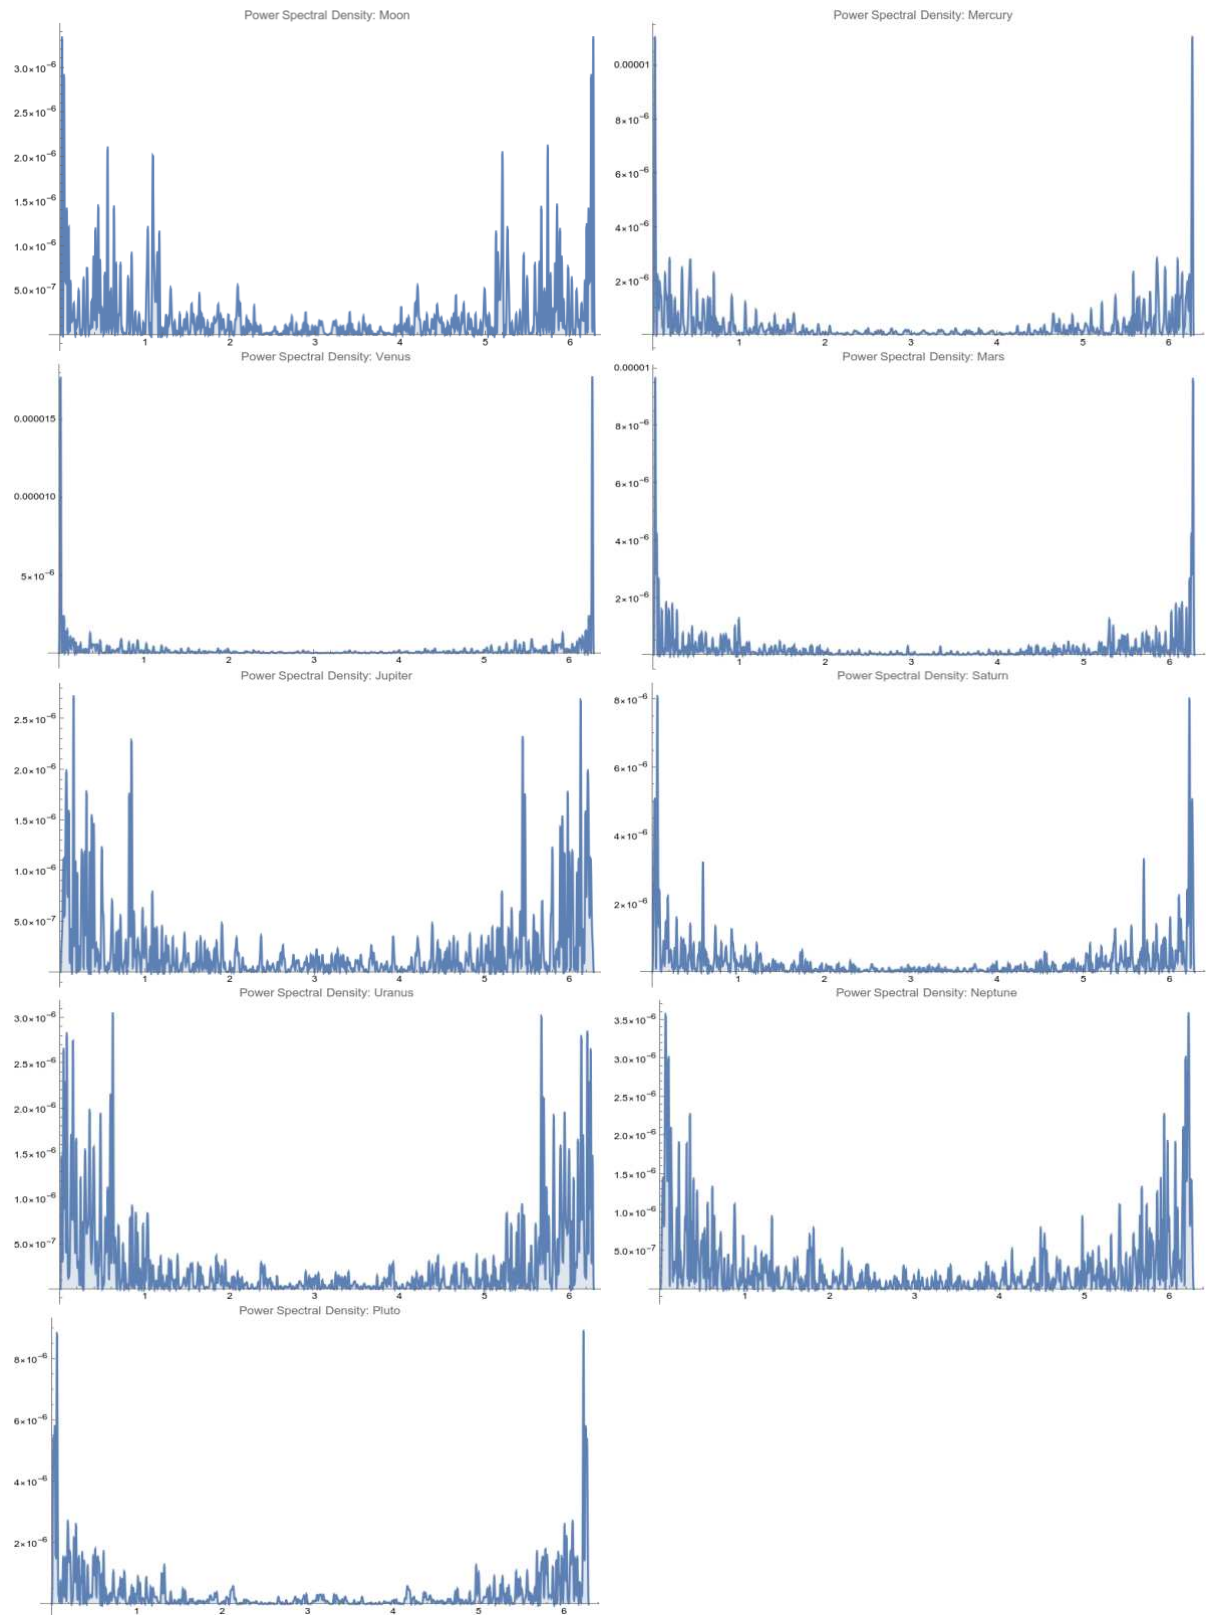 Power Spectral Density: Moon
3.0×10⁻⁶
2.5×10⁻⁶
2.0×10⁻⁶
1.5×10⁻⁶
1.0×10⁻⁶
5.0×10⁻⁷
1 2 3 4 5 6
Power Spectral Density: Mercury
0.00001
8×10⁻⁶
6×10⁻⁶
4×10⁻⁶
2×10⁻⁶
1 2 3 4 5 6
Power Spectral Density: Venus
0.000015
0.000010
5×10⁻⁶
1 2 3 4 5 6
Power Spectral Density: Mars
0.00001
8×10⁻⁶
6×10⁻⁶
4×10⁻⁶
2×10⁻⁶
1 2 3 4 5 6
Power Spectral Density: Jupiter
2.5×10⁻⁶
2.0×10⁻⁶
1.5×10⁻⁶
1.0×10⁻⁶
5.0×10⁻⁷
1 2 3 4 5 6
Power Spectral Density: Saturn
8×10⁻⁶
6×10⁻⁶
4×10⁻⁶
2×10⁻⁶
1 2 3 4 5 6
Power Spectral Density: Uranus
3.0×10⁻⁶
2.5×10⁻⁶
2.0×10⁻⁶
1.5×10⁻⁶
1.0×10⁻⁶
5.0×10⁻⁷
1 2 3 4 5 6
Power Spectral Density: Neptune
3.5×10⁻⁶
3.0×10⁻⁶
2.5×10⁻⁶
2.0×10⁻⁶
1.5×10⁻⁶
1.0×10⁻⁶
5.0×10⁻⁷
1 2 3 4 5 6
Power Spectral Density: Pluto
8×10⁻⁶
6×10⁻⁶
4×10⁻⁶
2×10⁻⁶
1 2 3 4 5 6